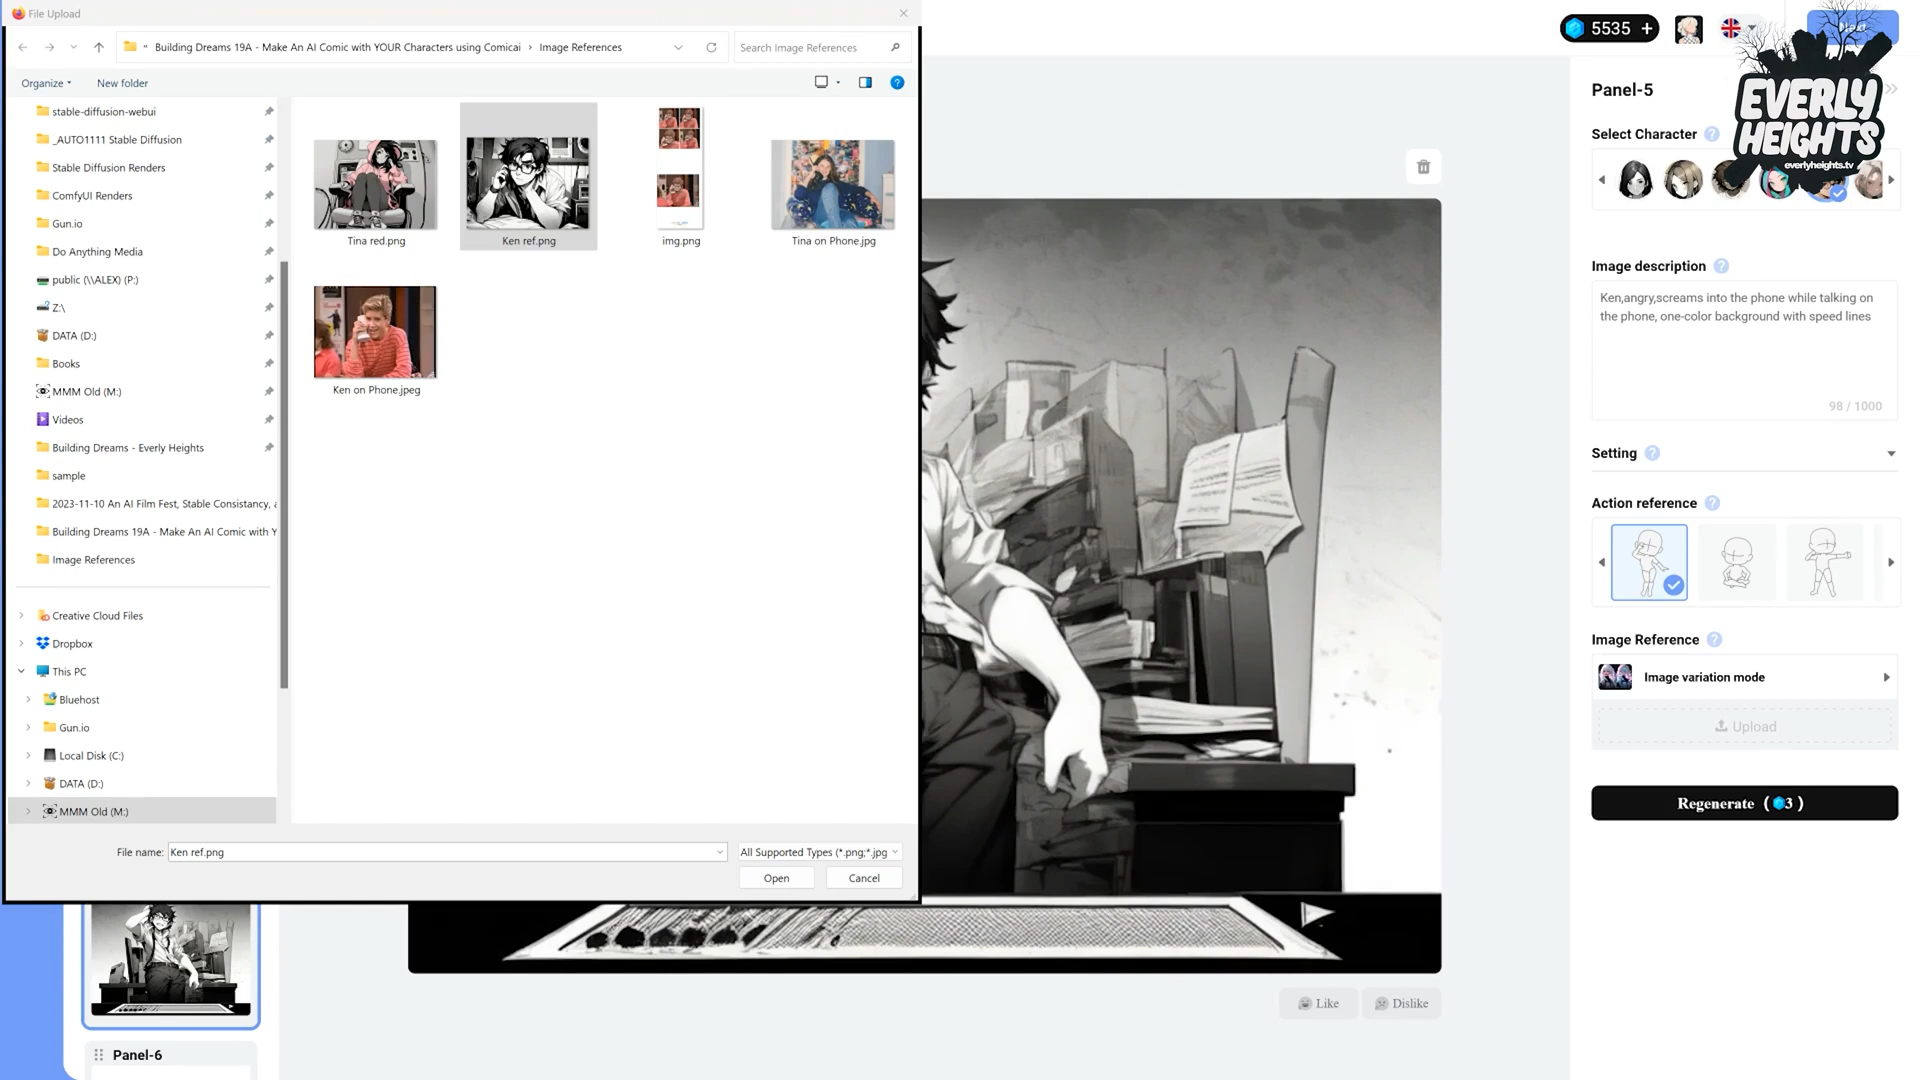 File Upload
« Building Dreams 19A - Make An AI Comic with YOUR Characters using Comicai › Image References
Search Image References
Organize
New folder
stable-diffusion-webui
_AUTO1111 Stable Diffusion
Stable Diffusion Renders
ComfyUI Renders
Gun.io
Do Anything Media
public (\\ALEX) (P:)
Z:\
DATA (D:)
Books
MMM Old (M:)
Videos
Building Dreams - Everly Heights
sample
2023-11-10 An AI Film Fest, Stable Consistancy, a
Building Dreams 19A - Make An AI Comic with Y
Image References
Creative Cloud Files
Dropbox
This PC
Bluehost
Gun.io
Local Disk (C:)
DATA (D:)
MMM Old (M:)
Tina red.png
Ken ref.png
img.png
Tina on Phone.jpg
Ken on Phone.jpeg
File name:
Ken ref.png
All Supported Types (*.png;*.jpg
Open
Cancel
Panel-6
Like
Dislike
5535 +
EVERLY
HEIGHTS
everlyheights.tv
Panel-5
Select Character
Image description
Ken,angry,screams into the phone while talking on
the phone, one-color background with speed lines
98 / 1000
Setting
Action reference
Image Reference
Image variation mode
Upload
Regenerate ( 3 )